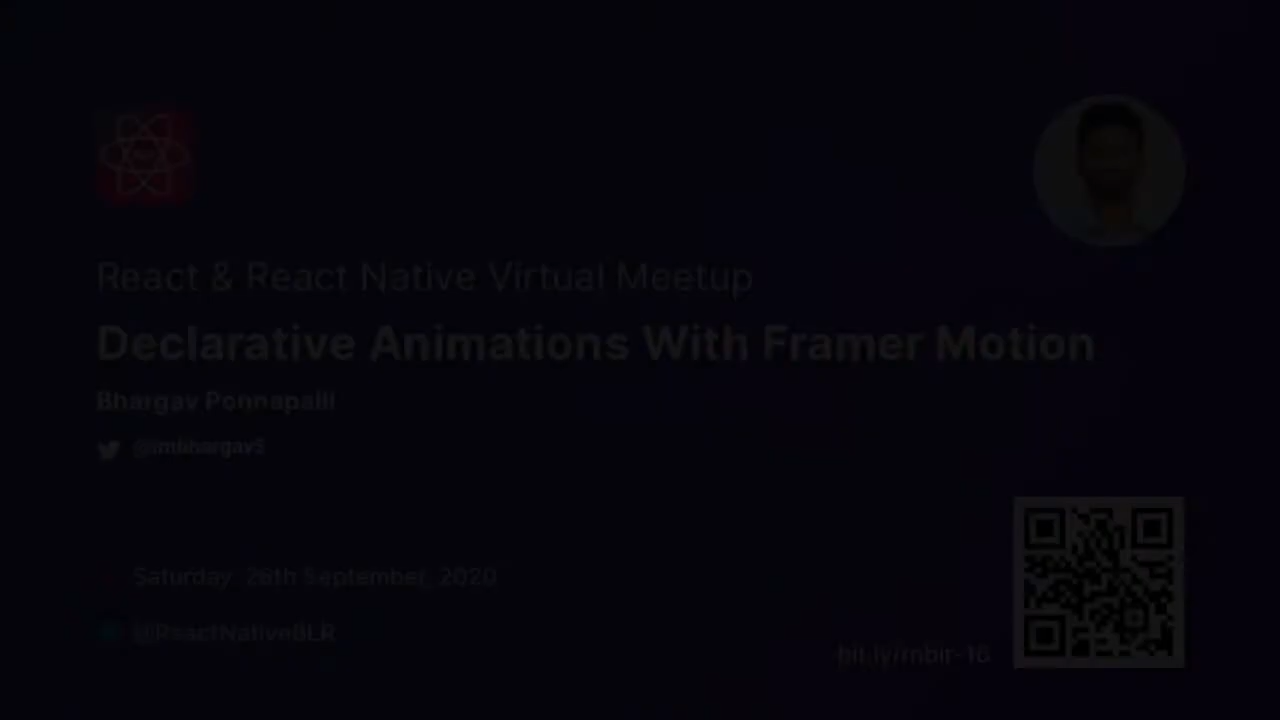 React & React Native Virtual Meetup
Declarative Animations With Framer Motion
Bhargav Ponnapalli
@imbhargav5
Saturday, 26th September, 2020
@ReactNativeBLR
bit.ly/rnblr-16